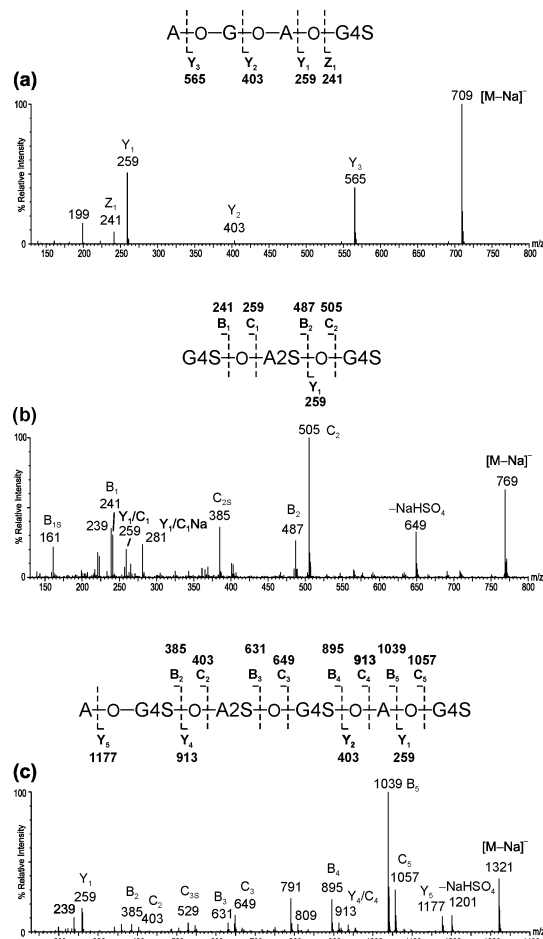 A O G O A O G4S
Y3 Y2 Y1 Z1
565 403 259 241
(a)
709 [M–Na]–
Y1
259
Y3
565
Z1
241
199
Y2
403
100
% Relative Intensity
0
150 200 250 300 350 400 450 500 550 600 650 700 750 800 m/z
241 259 487 505
B1 C1 B2 C2
G4S O A2S O G4S
Y1
259
(b)
505 C2
[M–Na]–
769
B1
241
239
Y1/C1
259
Y1/C1Na
281
C2S
385
B2
487
–NaHSO4
649
B1S
161
100
% Relative Intensity
0
150 200 250 300 350 400 450 500 550 600 650 700 750 800 m/z
385 403 631 649 895 913 1039 1057
B2 C2 B3 C3 B4 C4 B5 C5
A O G4S O A2S O G4S O A O G4S
Y5 Y4 Y2 Y1
1177 913 403 259
(c)
1039 B5
[M–Na]–
1321
C5
1057
Y5
1177
–NaHSO4
1201
Y1
259
239
B2
385
C2
403
C3S
529
B3
631
C3
649
791
809
B4
895
Y4/C4
913
100
% Relative Intensity
0
m/z